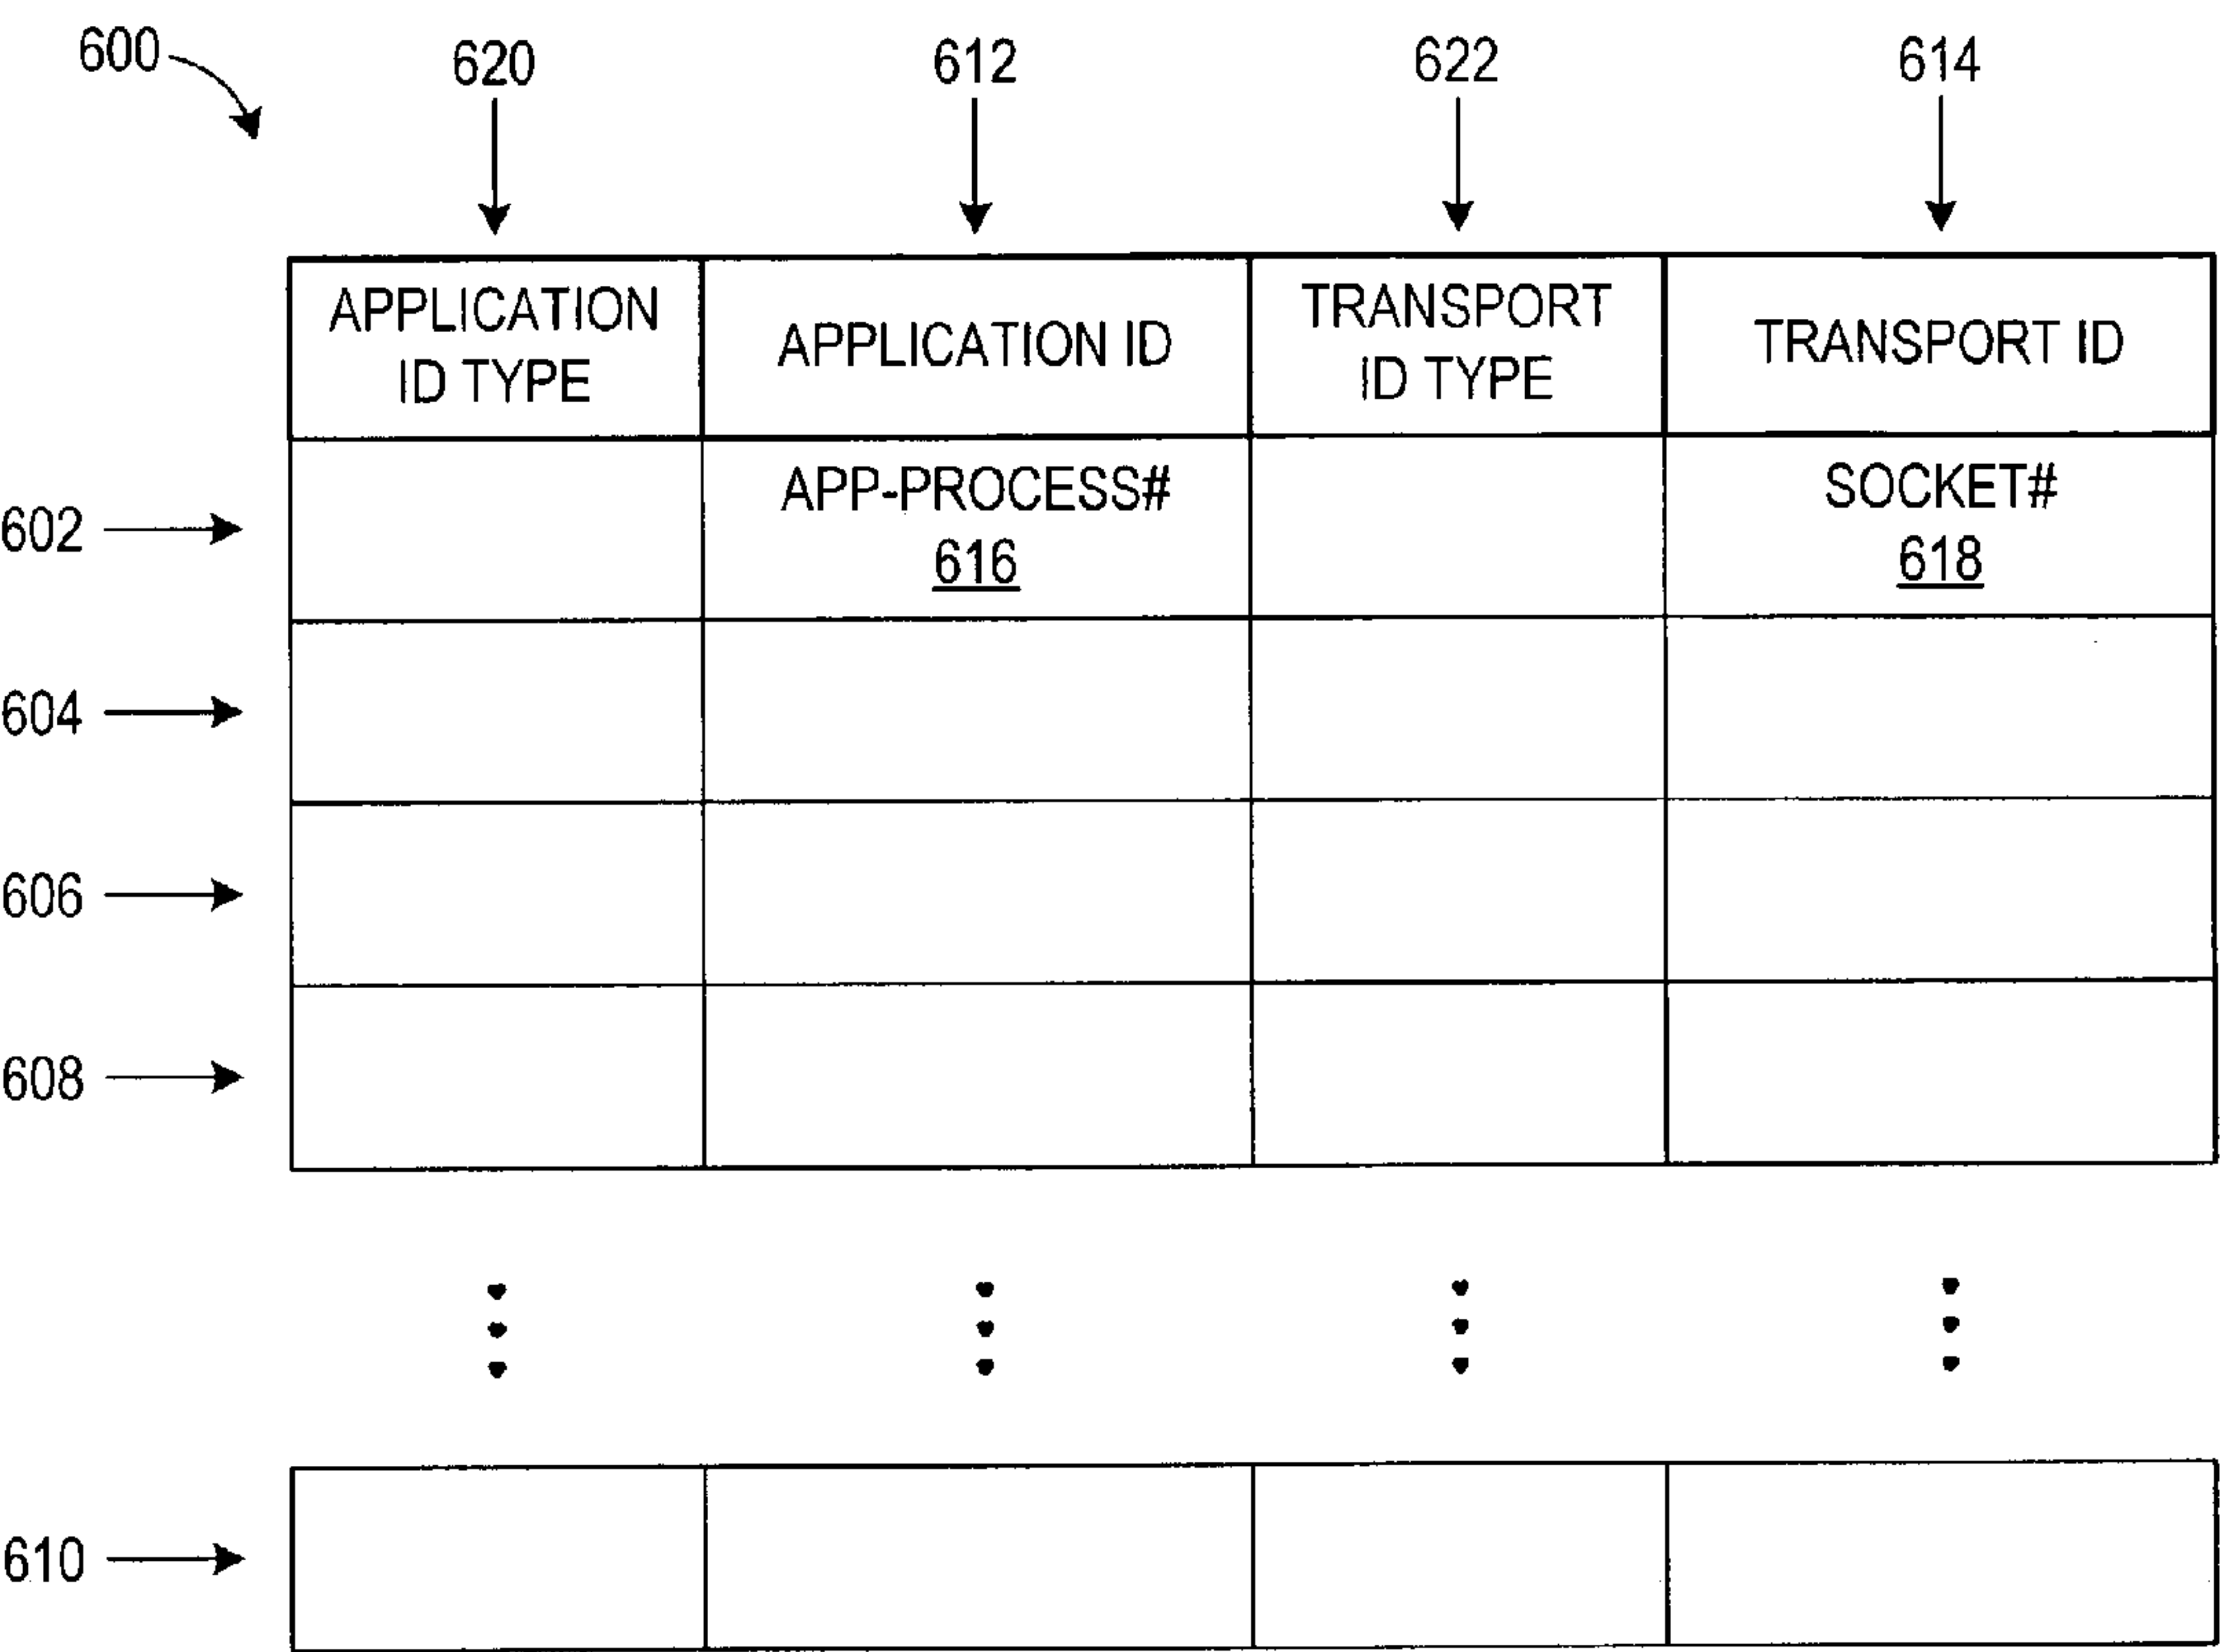 600
620 612 622 614
APPLICATION ID TYPE
APPLICATION ID
TRANSPORT ID TYPE
TRANSPORT ID
602
APP-PROCESS#
616
SOCKET#
618
604
606
608
610